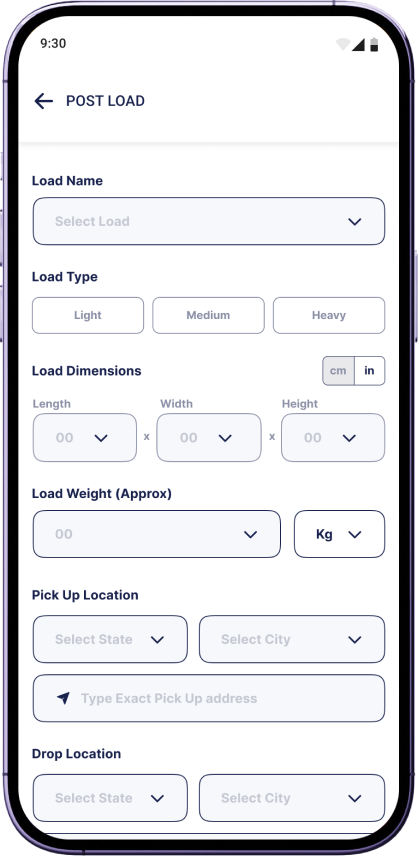 9:30
POST LOAD
Load Name
Select Load
Load Type
Light Medium Heavy
Load Dimensions cm in
Length Width Height
00 x 00 x 00
Load Weight (Approx)
00 Kg
Pick Up Location
Select State Select City
Type Exact Pick Up address
Drop Location
Select State Select City